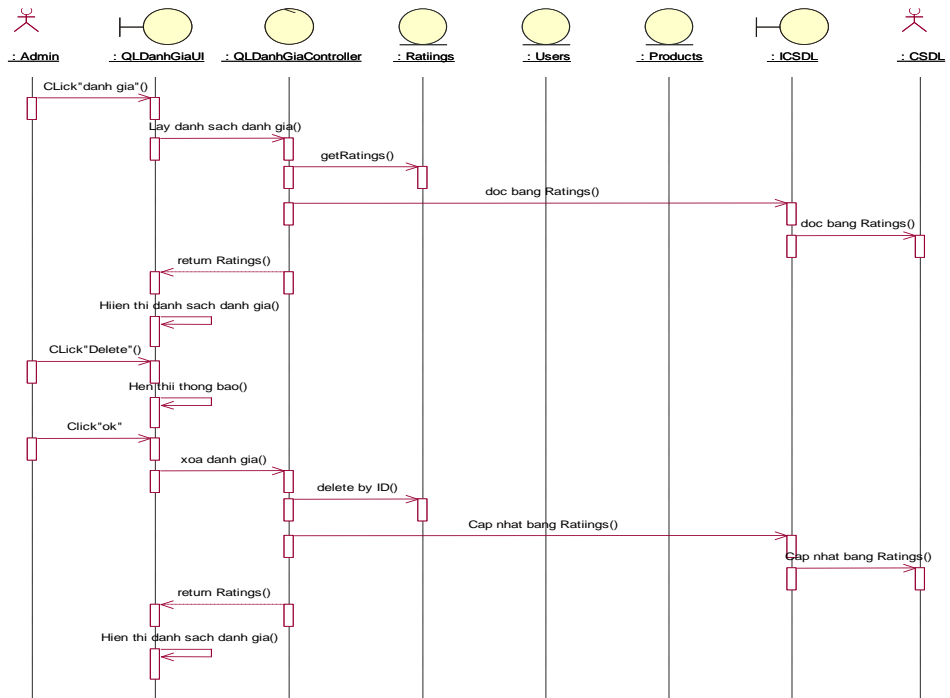 : Admin
: QLDanhGiaUI
: QLDanhGiaController
: Ratiings
: Users
: Products
: ICSDL
: CSDL
CLick"danh gia"()
Lay danh sach danh gia()
getRatings()
doc bang Ratings()
doc bang Ratings()
return Ratings()
Hiien thi danh sach danh gia()
CLick"Delete"()
Hen thii thong bao()
Click"ok"
xoa danh gia()
delete by ID()
Cap nhat bang Ratiings()
Cap nhat bang Ratings()
return Ratings()
Hien thi danh sach danh gia()